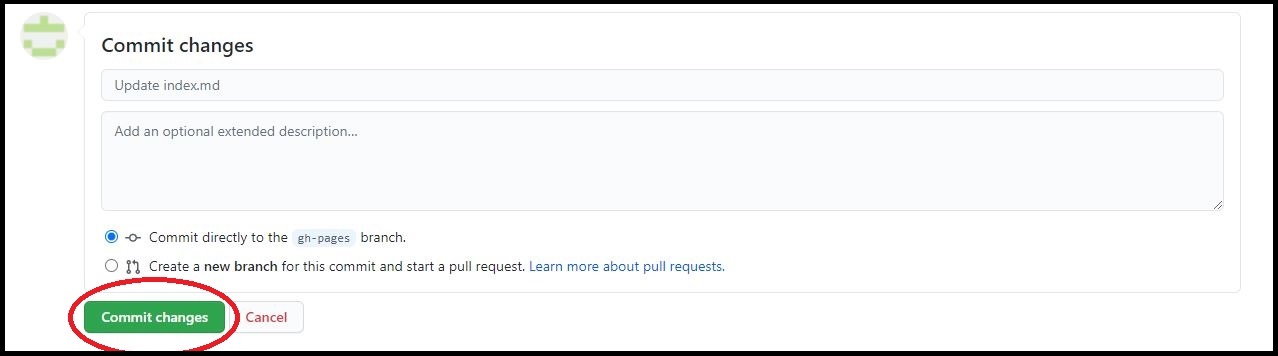 Commit changes
Update index.md
Add an optional extended description...
Commit directly to the gh-pages branch.
Create a new branch for this commit and start a pull request. Learn more about pull requests.
Commit changes Cancel